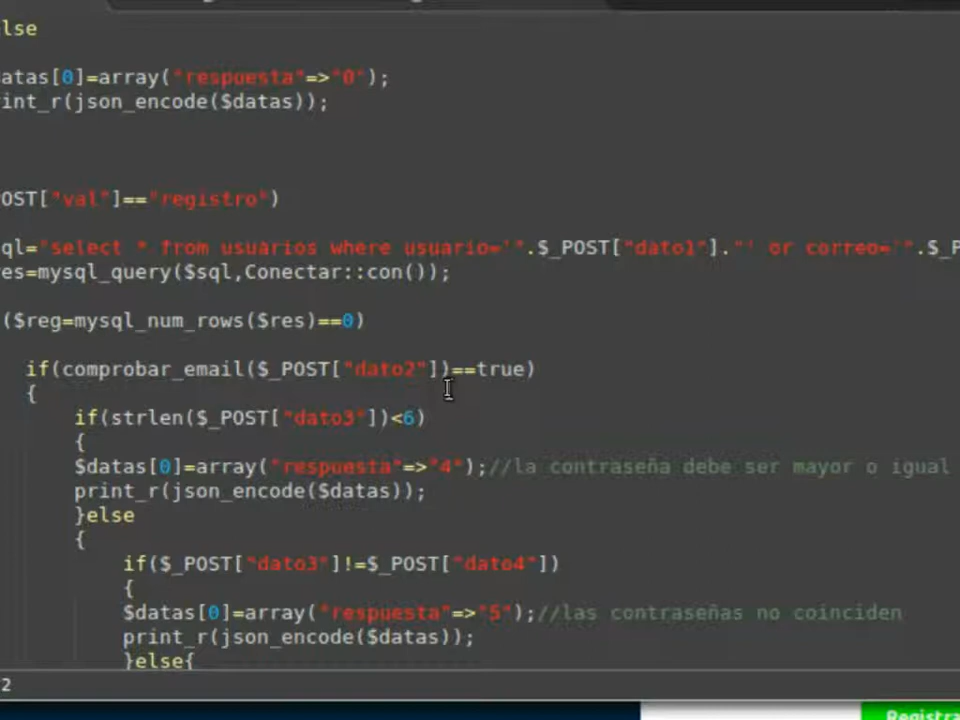 lse
atas[0]=array("respuesta"=>"0");
int_r(json_encode($datas));
OST["val"]=="registro")
ql="select * from usuarios where usuario='".$_POST["dato1"]."' or correo='".$_P
es=mysql_query($sql,Conectar::con());
($reg=mysql_num_rows($res)==0)
if(comprobar_email($_POST["dato2"])==true)
{
if(strlen($_POST["dato3"])<6)
{
$datas[0]=array("respuesta"=>"4");//la contraseña debe ser mayor o igual
print_r(json_encode($datas));
}else
{
if($_POST["dato3"]!=$_POST["dato4"])
{
$datas[0]=array("respuesta"=>"5");//las contraseñas no coinciden
print_r(json_encode($datas));
}else{
2
Registra